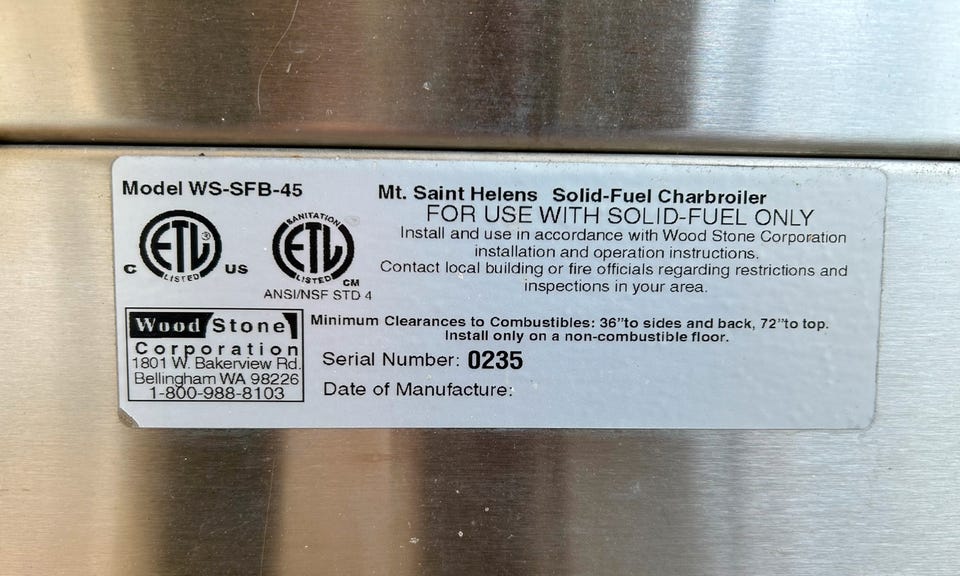 Model WS-SFB-45
Mt. Saint Helens Solid-Fuel Charbroiler
FOR USE WITH SOLID-FUEL ONLY
Install and use in accordance with Wood Stone Corporation
installation and operation instructions.
Contact local building or fire officials regarding restrictions and
inspections in your area.
C ETL ® LISTED US
SANITATION ETL LISTED CM
ANSI/NSF STD 4
Wood Stone
Corporation
1801 W. Bakerview Rd.
Bellingham WA 98226
1-800-988-8103
Minimum Clearances to Combustibles: 36"to sides and back, 72"to top.
Install only on a non-combustible floor.
Serial Number: 0235
Date of Manufacture: